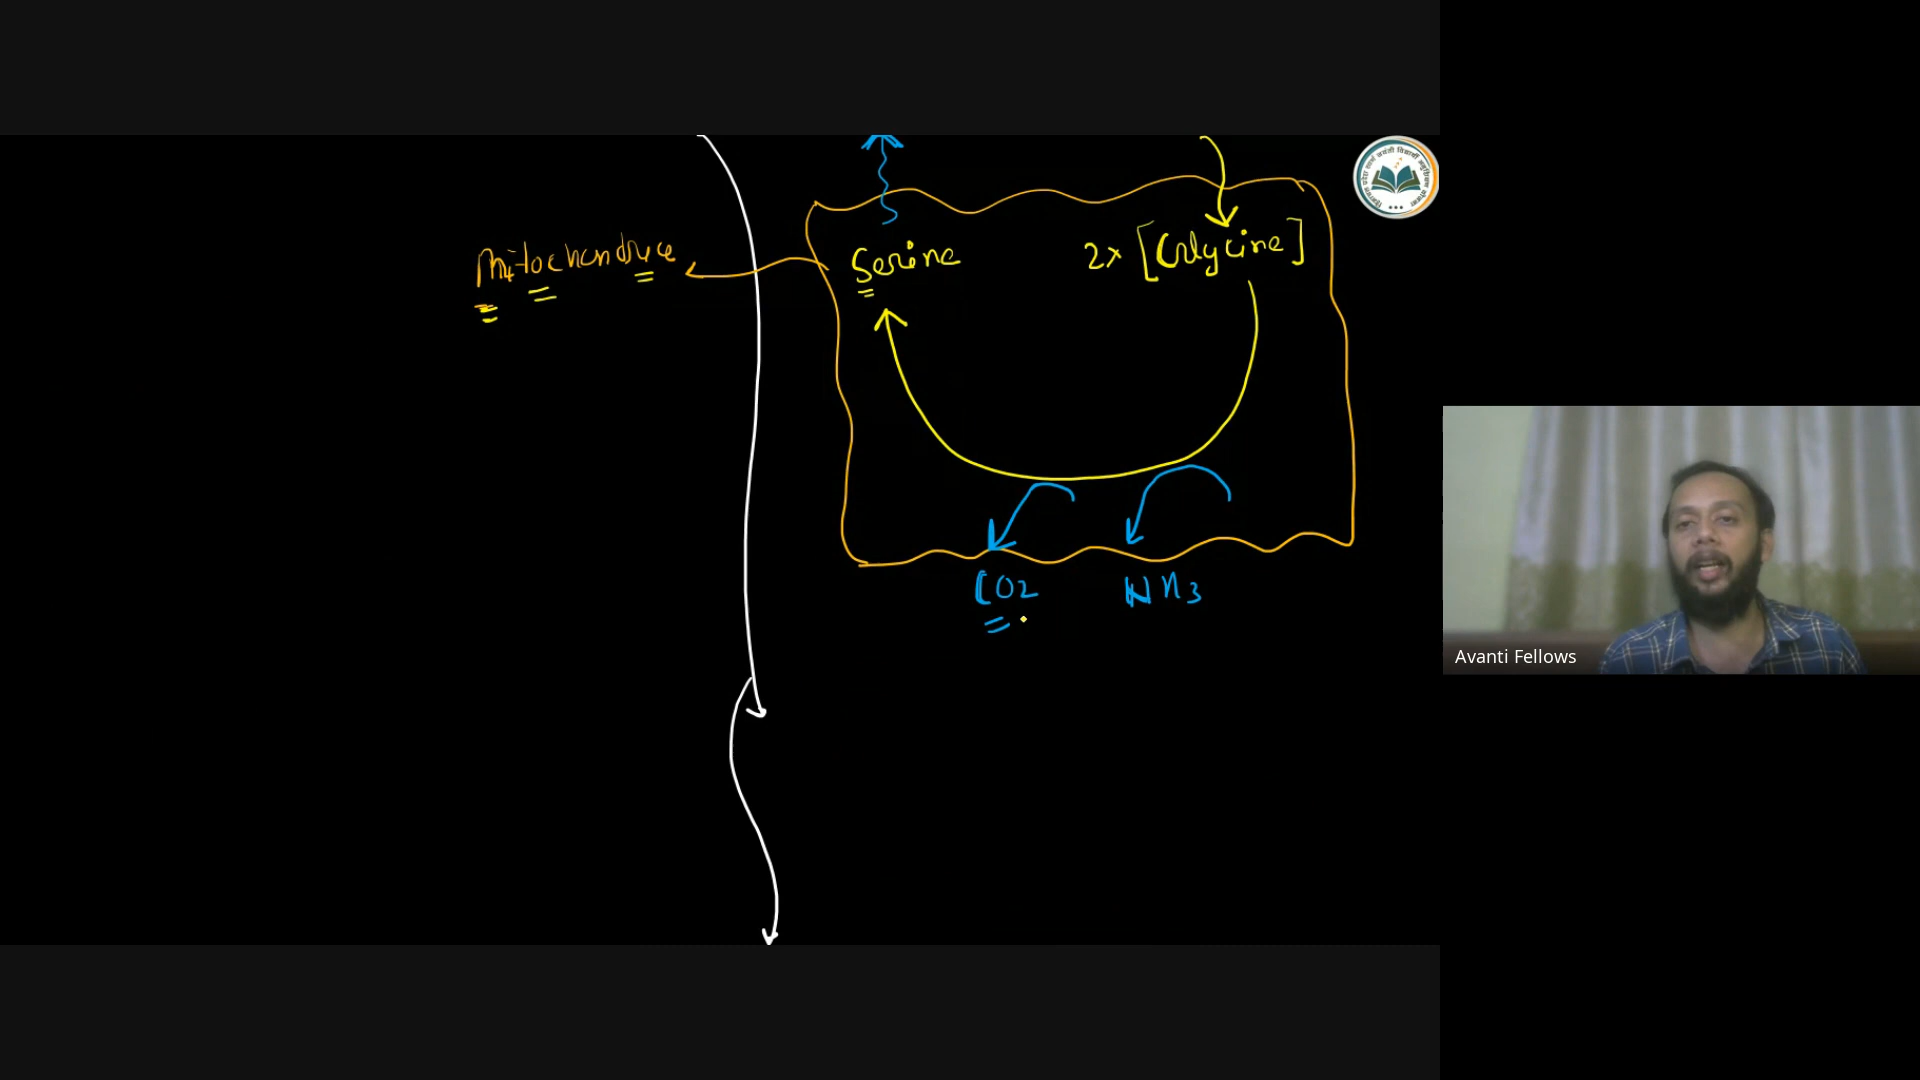 Mitochondria
Serine
2x [Glycine]
CO2
NH3
Avanti Fellows